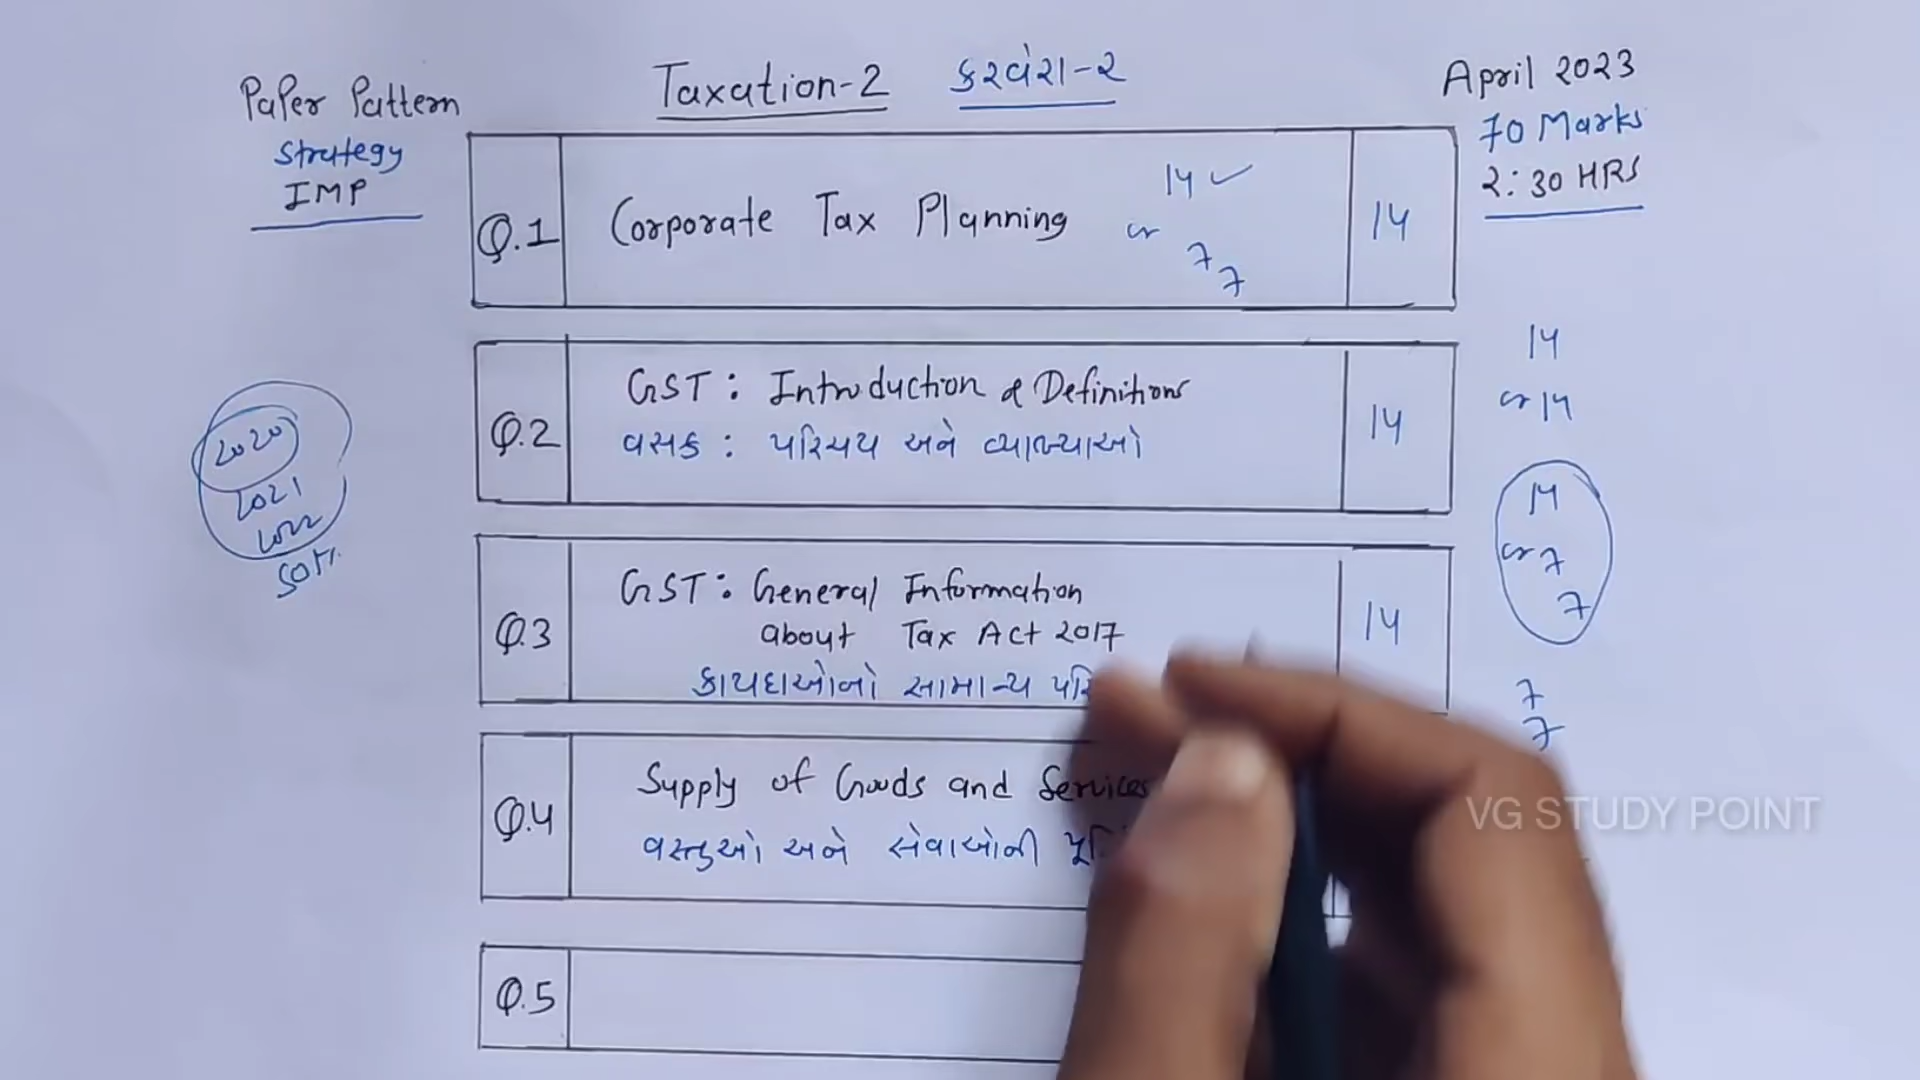 Paper Pattern
Strategy
IMP
Taxation-2 કરવેરા-૨
April 2023
70 Marks
2:30 HRS
Q.1 Corporate Tax Planning 14
14 ✓
or
7
7
Q.2 GST: Introduction & Definitions 14
વસક : પરિચય અને વ્યાખ્યાઓ
Q.3 GST: General Information 14
about Tax Act 2017
કાયદાઓનો સામાન્ય
Q.4 Supply of Goods and Services
વસ્તુઓ અને સેવાઓની
Q.5
2020
2021
2022
50%
14
or 14
14
or 7
7
7
7
VG STUDY POINT